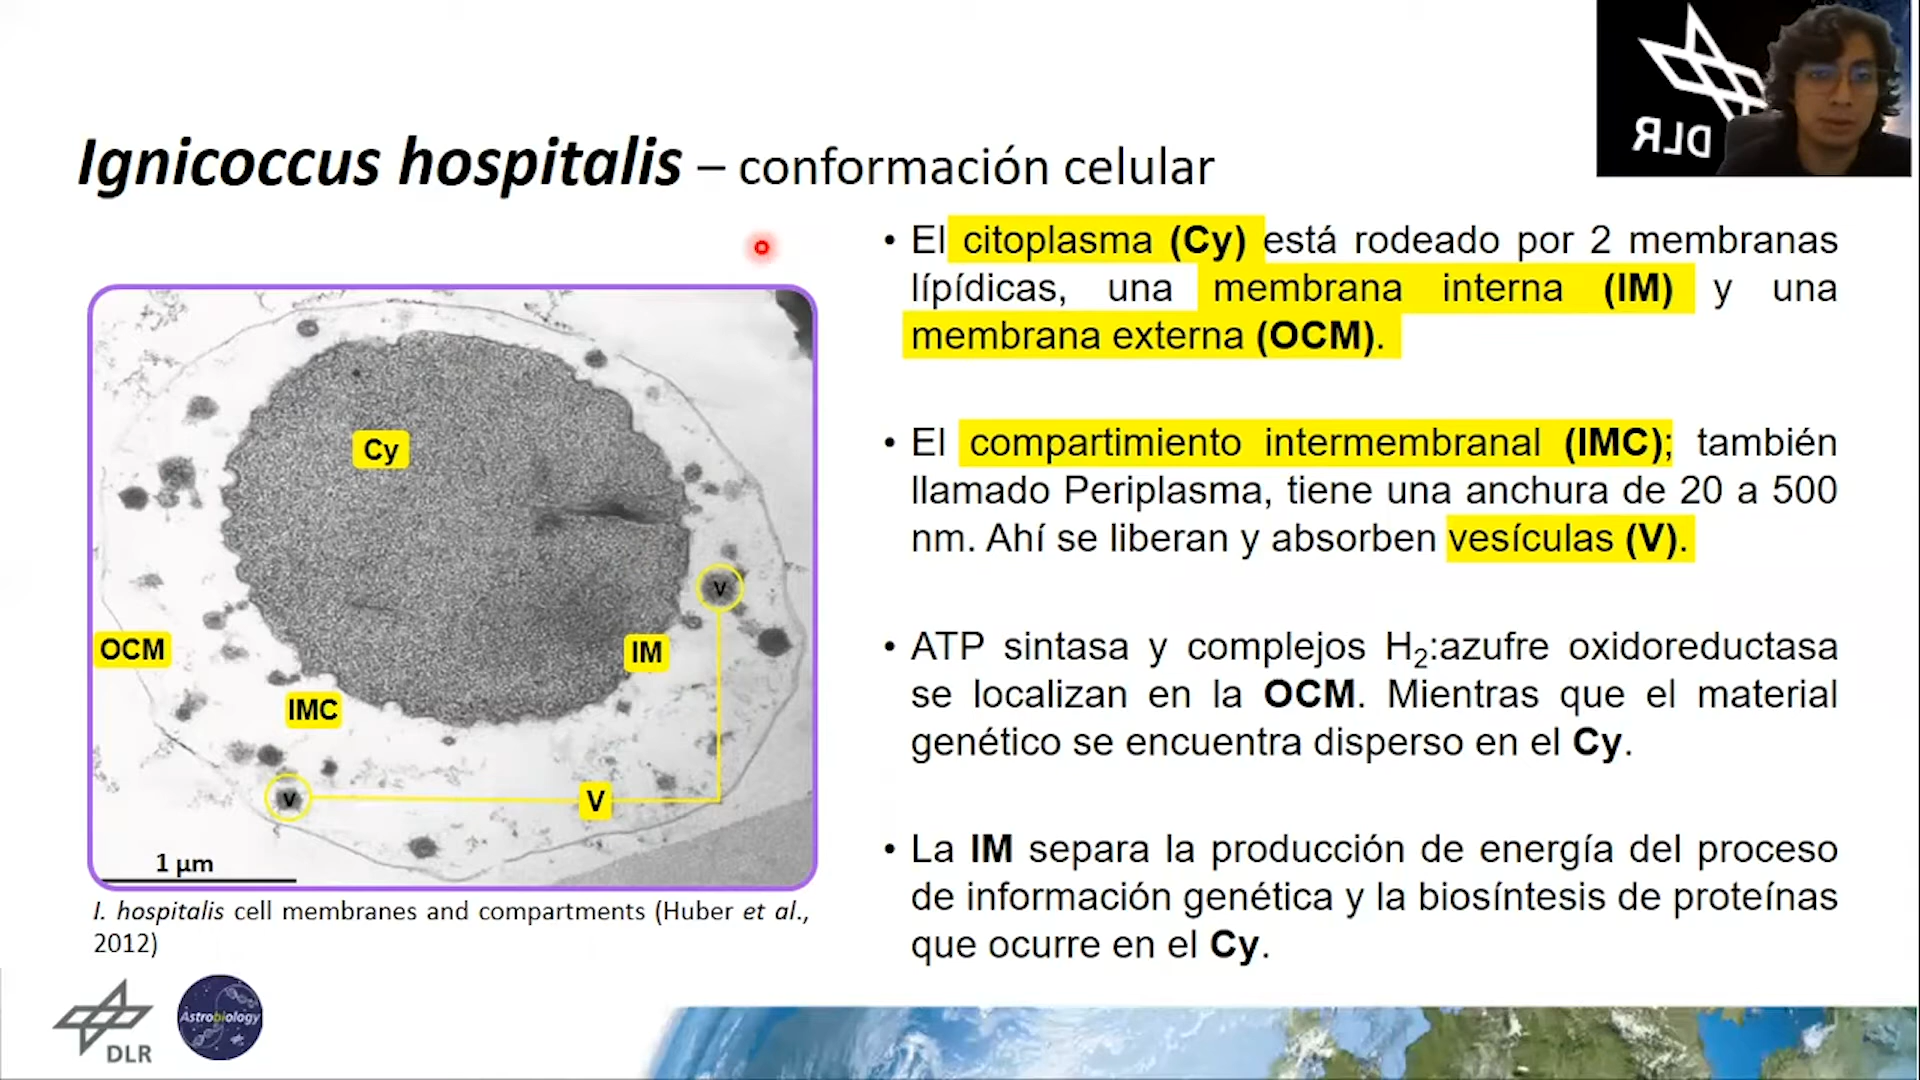 DLR
Ignicoccus hospitalis – conformación celular
• El citoplasma (Cy) está rodeado por 2 membranas
lípídicas, una membrana interna (IM) y una
membrana externa (OCM).
• El compartimiento intermembranal (IMC); también
llamado Periplasma, tiene una anchura de 20 a 500
nm. Ahí se liberan y absorben vesículas (V).
• ATP sintasa y complejos H₂:azufre oxidoreductasa
se localizan en la OCM. Mientras que el material
genético se encuentra disperso en el Cy.
• La IM separa la producción de energía del proceso
de información genética y la biosíntesis de proteínas
que ocurre en el Cy.
Cy
V
OCM
IM
IMC
V
V
1 µm
I. hospitalis cell membranes and compartments (Huber et al.,
2012)
DLR
Astrobiology